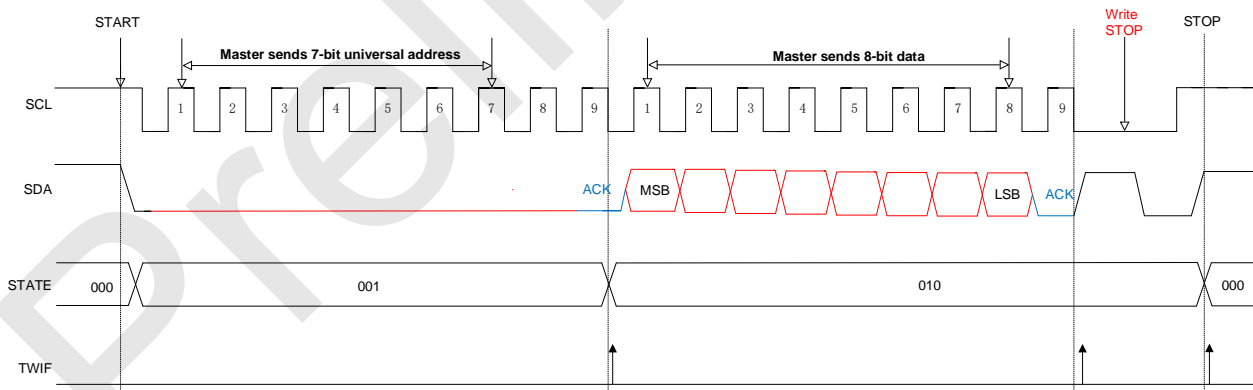 START
Write
STOP
STOP
Master sends 7-bit universal address
Master sends 8-bit data
SCL
1 2 3 4 5 6 7 8 9 1 2 3 4 5 6 7 8 9
SDA
ACK
MSB
LSB
ACK
STATE
000
001
010
000
TWIF